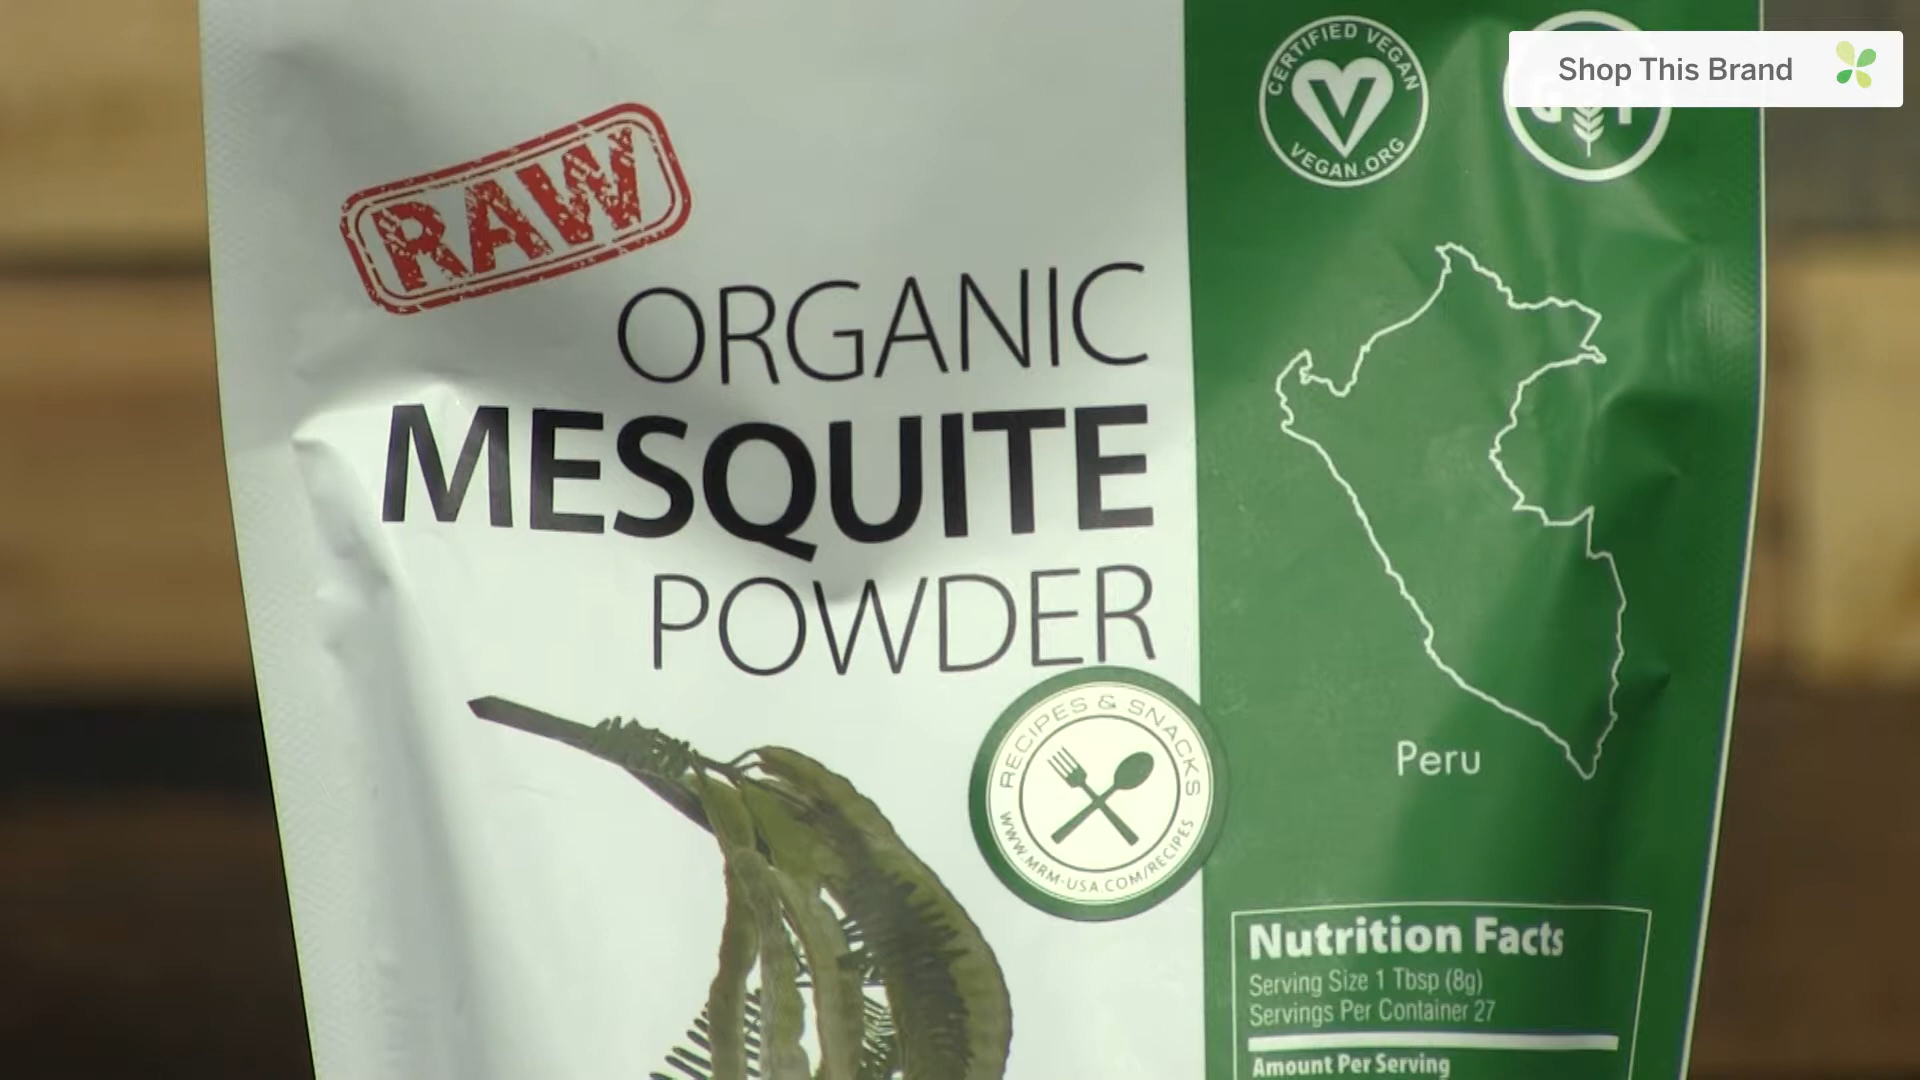 Shop This Brand
CERTIFIED VEGAN
VEGAN.ORG
RAW
ORGANIC
MESQUITE
POWDER
RECIPES & SNACKS
WWW.MRM-USA.COM/RECIPES
Peru
Nutrition Facts
Serving Size 1 Tbsp (8g)
Servings Per Container 27
Amount Per Serving